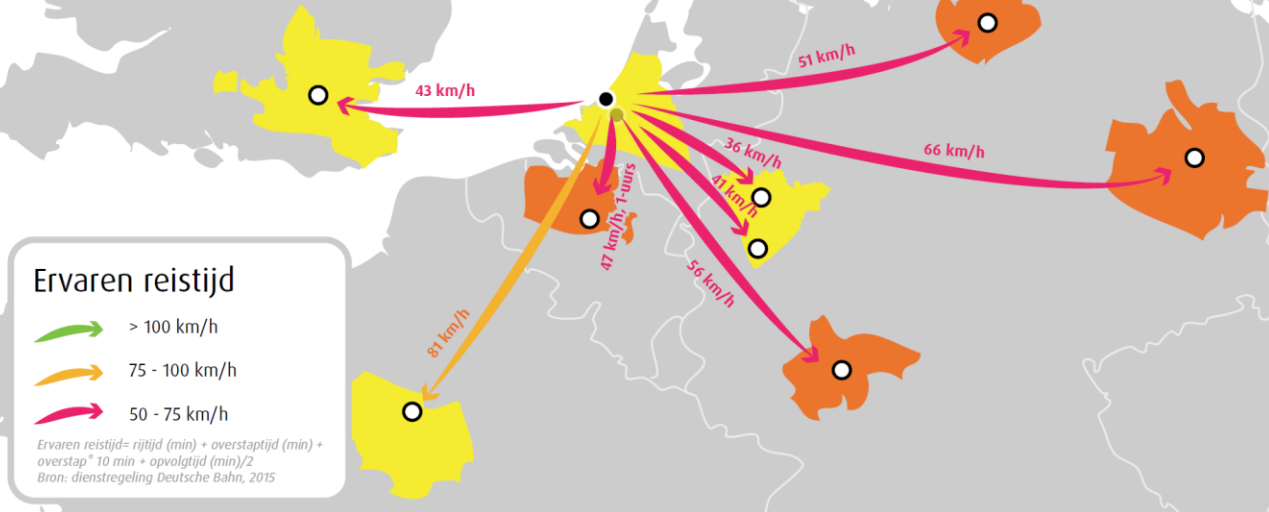 51 km/h
43 km/h
36 km/h
66 km/h
41 km/h
47 km/h, 1-uurs
56 km/h
81 km/h
Ervaren reistijd
> 100 km/h
75 - 100 km/h
50 - 75 km/h
Ervaren reistijd= rijtijd (min) + overstaptijd (min) +
overstap* 10 min + opvolgtijd (min)/2
Bron: dienstregeling Deutsche Bahn, 2015